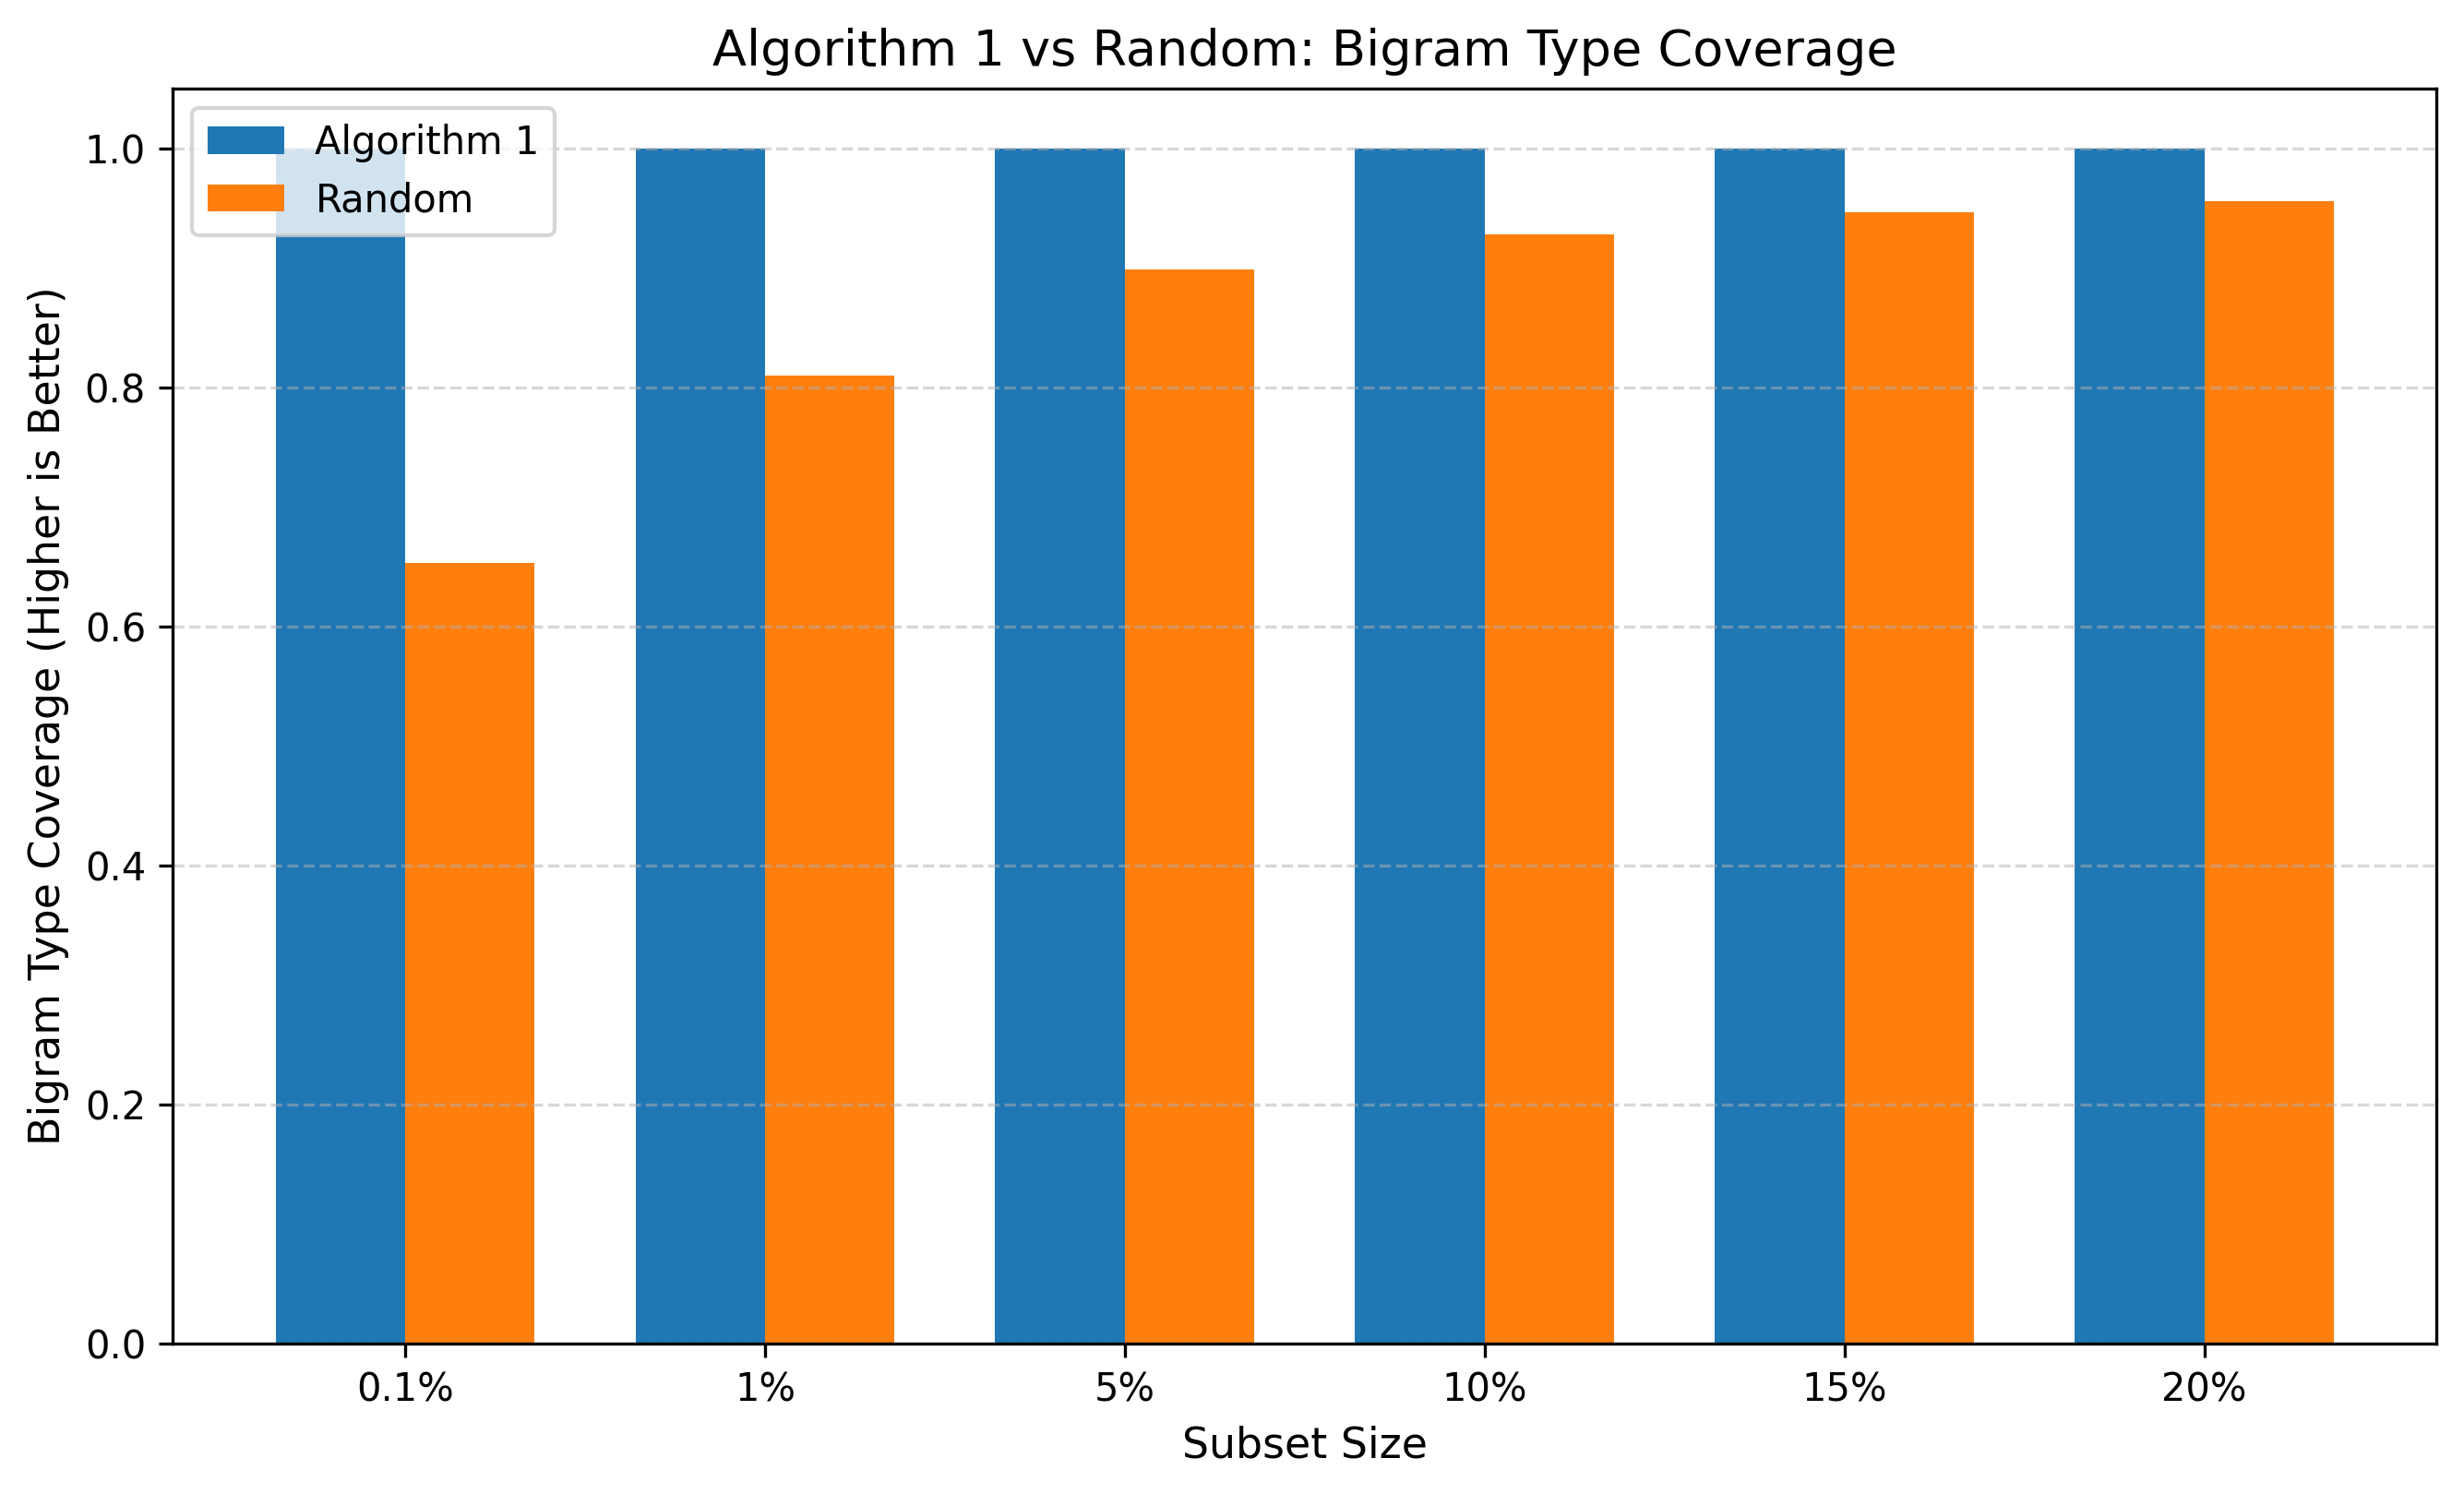 Algorithm 1 vs Random: Bigram Type Coverage
Algorithm 1
Random
Bigram Type Coverage (Higher is Better)
1.0
0.8
0.6
0.4
0.2
0.0
0.1% 1% 5% 10% 15% 20%
Subset Size